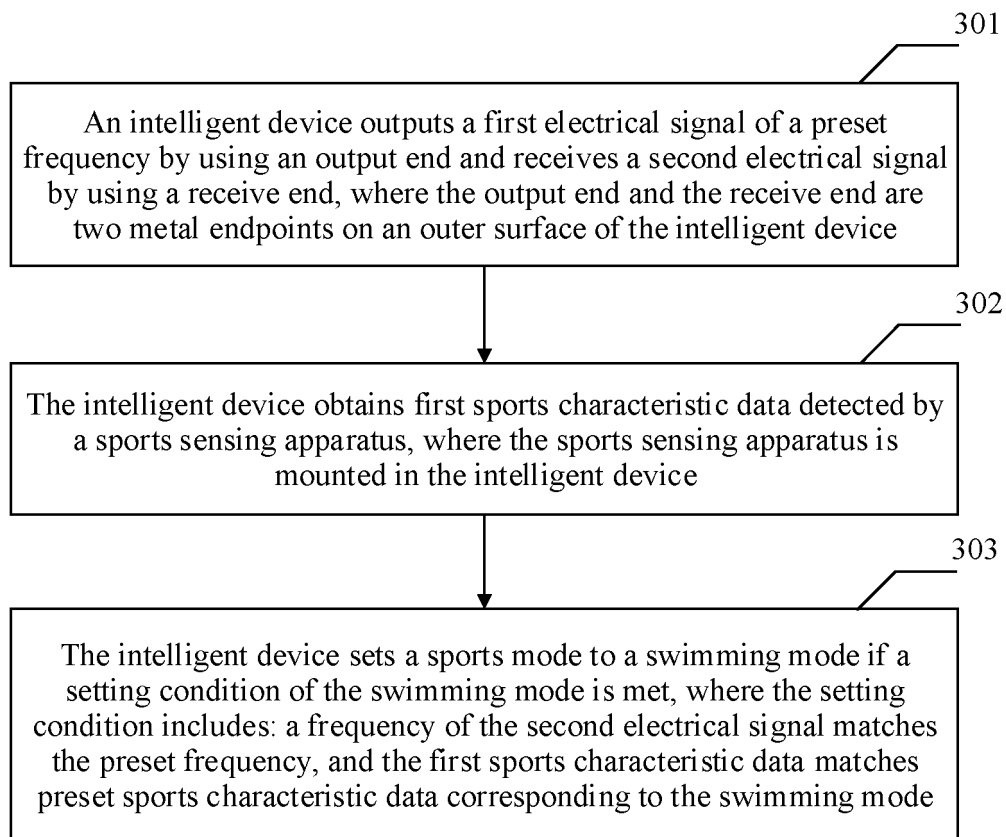 301
An intelligent device outputs a first electrical signal of a preset
frequency by using an output end and receives a second electrical signal
by using a receive end, where the output end and the receive end are
two metal endpoints on an outer surface of the intelligent device
302
The intelligent device obtains first sports characteristic data detected by
a sports sensing apparatus, where the sports sensing apparatus is
mounted in the intelligent device
303
The intelligent device sets a sports mode to a swimming mode if a
setting condition of the swimming mode is met, where the setting
condition includes: a frequency of the second electrical signal matches
the preset frequency, and the first sports characteristic data matches
preset sports characteristic data corresponding to the swimming mode